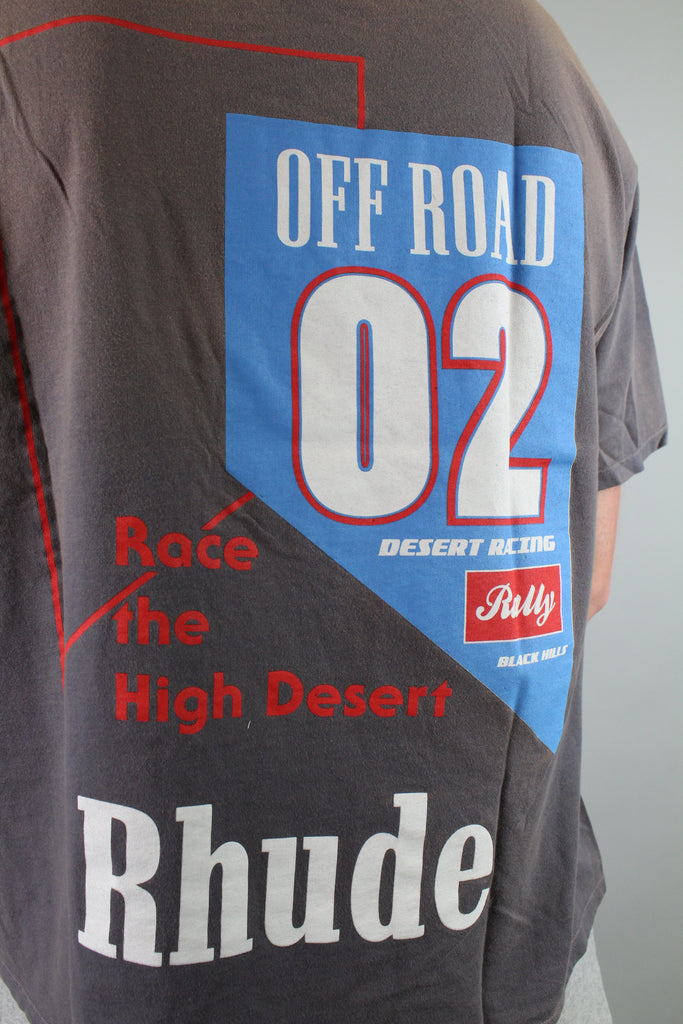 OFF ROAD
02
DESERT RACING
Rally
BLACK HILLS
Race
the
High Desert
Rhude